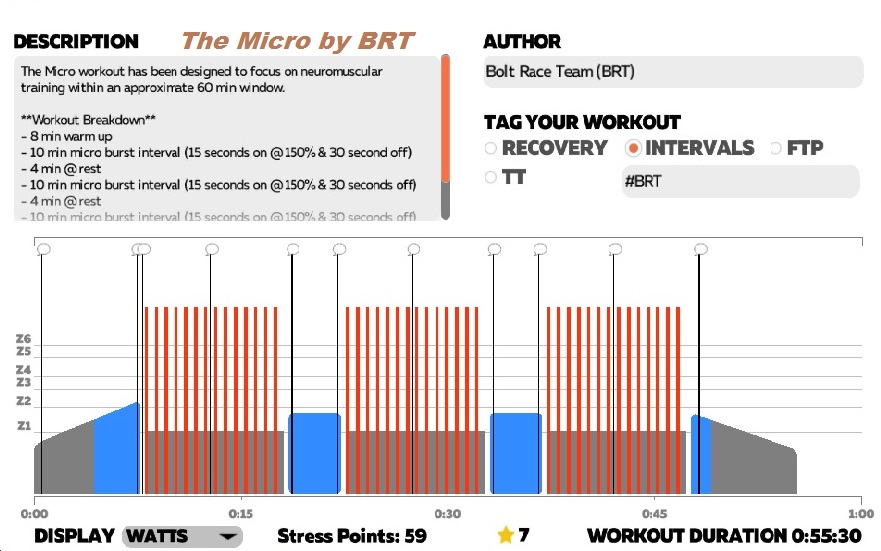 DESCRIPTION
The Micro by BRT
The Micro workout has been designed to focus on neuromuscular
training within an approximate 60 min window.
**Workout Breakdown**
- 8 min warm up
- 10 min micro burst interval (15 seconds on @150% & 30 second off)
- 4 min @ rest
- 10 min micro burst interval (15 seconds on @150% & 30 seconds off)
- 4 min @ rest
- 10 min micro burst interval (15 seconds on @150% & 30 seconds off)
AUTHOR
Bolt Race Team (BRT)
TAG YOUR WORKOUT
RECOVERY INTERVALS FTP
TT #BRT
Z6
Z5
Z4
Z3
Z2
Z1
0:00 0:15 0:30 0:45 1:00
DISPLAY WATTS Stress Points: 59 7 WORKOUT DURATION 0:55:30